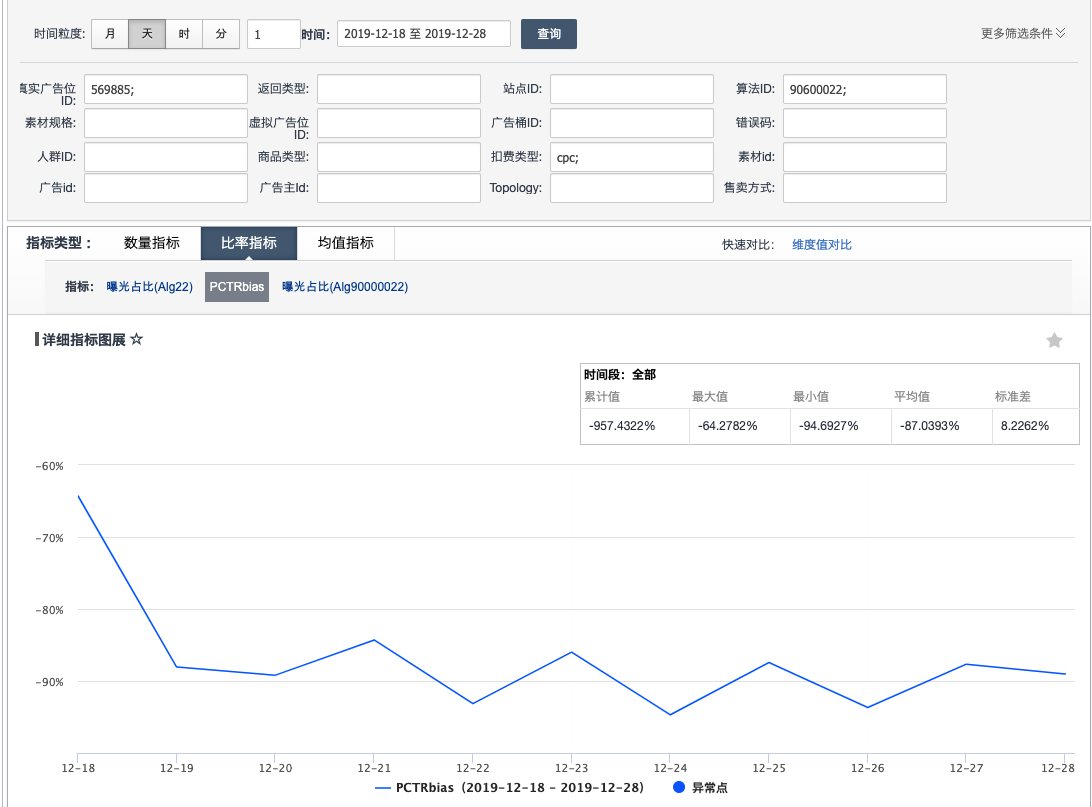 时间粒度: 月 天 时 分 1 时间: 2019-12-18 至 2019-12-28 查询 更多筛选条件
真实广告位ID: 569885; 返回类型: 站点ID: 算法ID: 90600022;
素材规格: 虚拟广告位ID: 广告桶ID: 错误码:
人群ID: 商品类型: 扣费类型: cpc; 素材id:
广告id: 广告主Id: Topology: 售卖方式:
指标类型: 数量指标 比率指标 均值指标 快速对比: 维度值对比
指标: 曝光占比(Alg22) PCTRbias 曝光占比(Alg90000022)
详细指标图展
时间段: 全部
累计值 最大值 最小值 平均值 标准差
-957.4322% -64.2782% -94.6927% -87.0393% 8.2262%
-60%
-70%
-80%
-90%
12-18 12-19 12-20 12-21 12-22 12-23 12-24 12-25 12-26 12-27 12-28
PCTRbias (2019-12-18 - 2019-12-28) 异常点